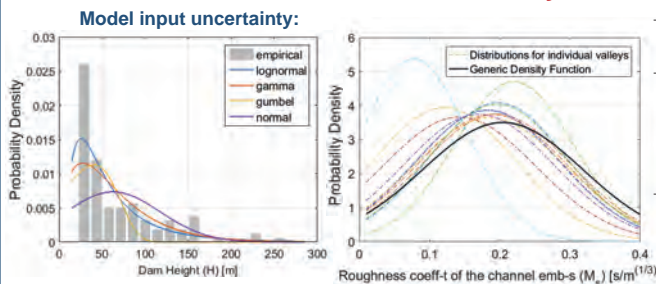 Model input uncertainty:
0.03
0.025
0.02
0.015
0.01
0.005
0
Probability Density
empirical
lognormal
gamma
gumbel
normal
0 50 100 150 200 250 300
Dam Height (H) [m]
6
5
4
3
2
1
0
Probability Density
Distributions for individual valleys
Generic Density Function
0 0.1 0.2 0.3 0.4
Roughness coeff-t of the channel emb-s (Me) [s/m(1/3)]